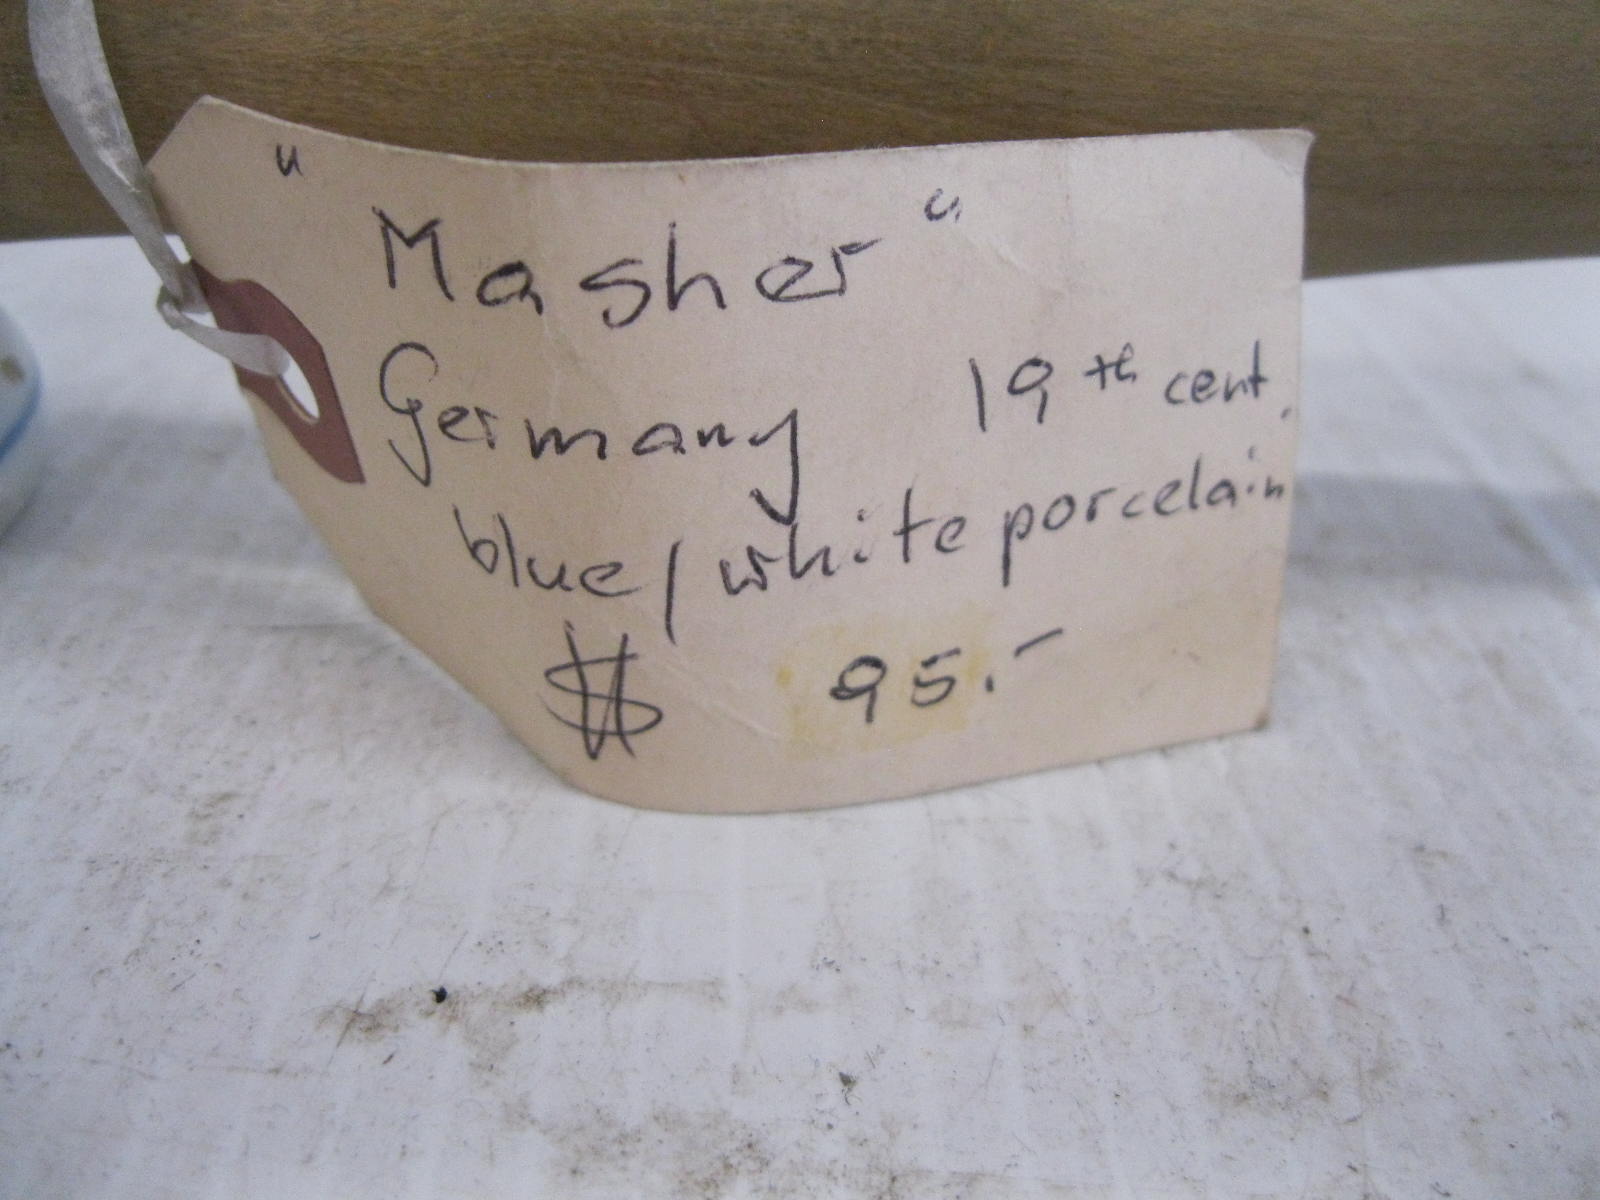 "Masher"
Germany 19th cent.
blue/white porcelain
$ 95.-